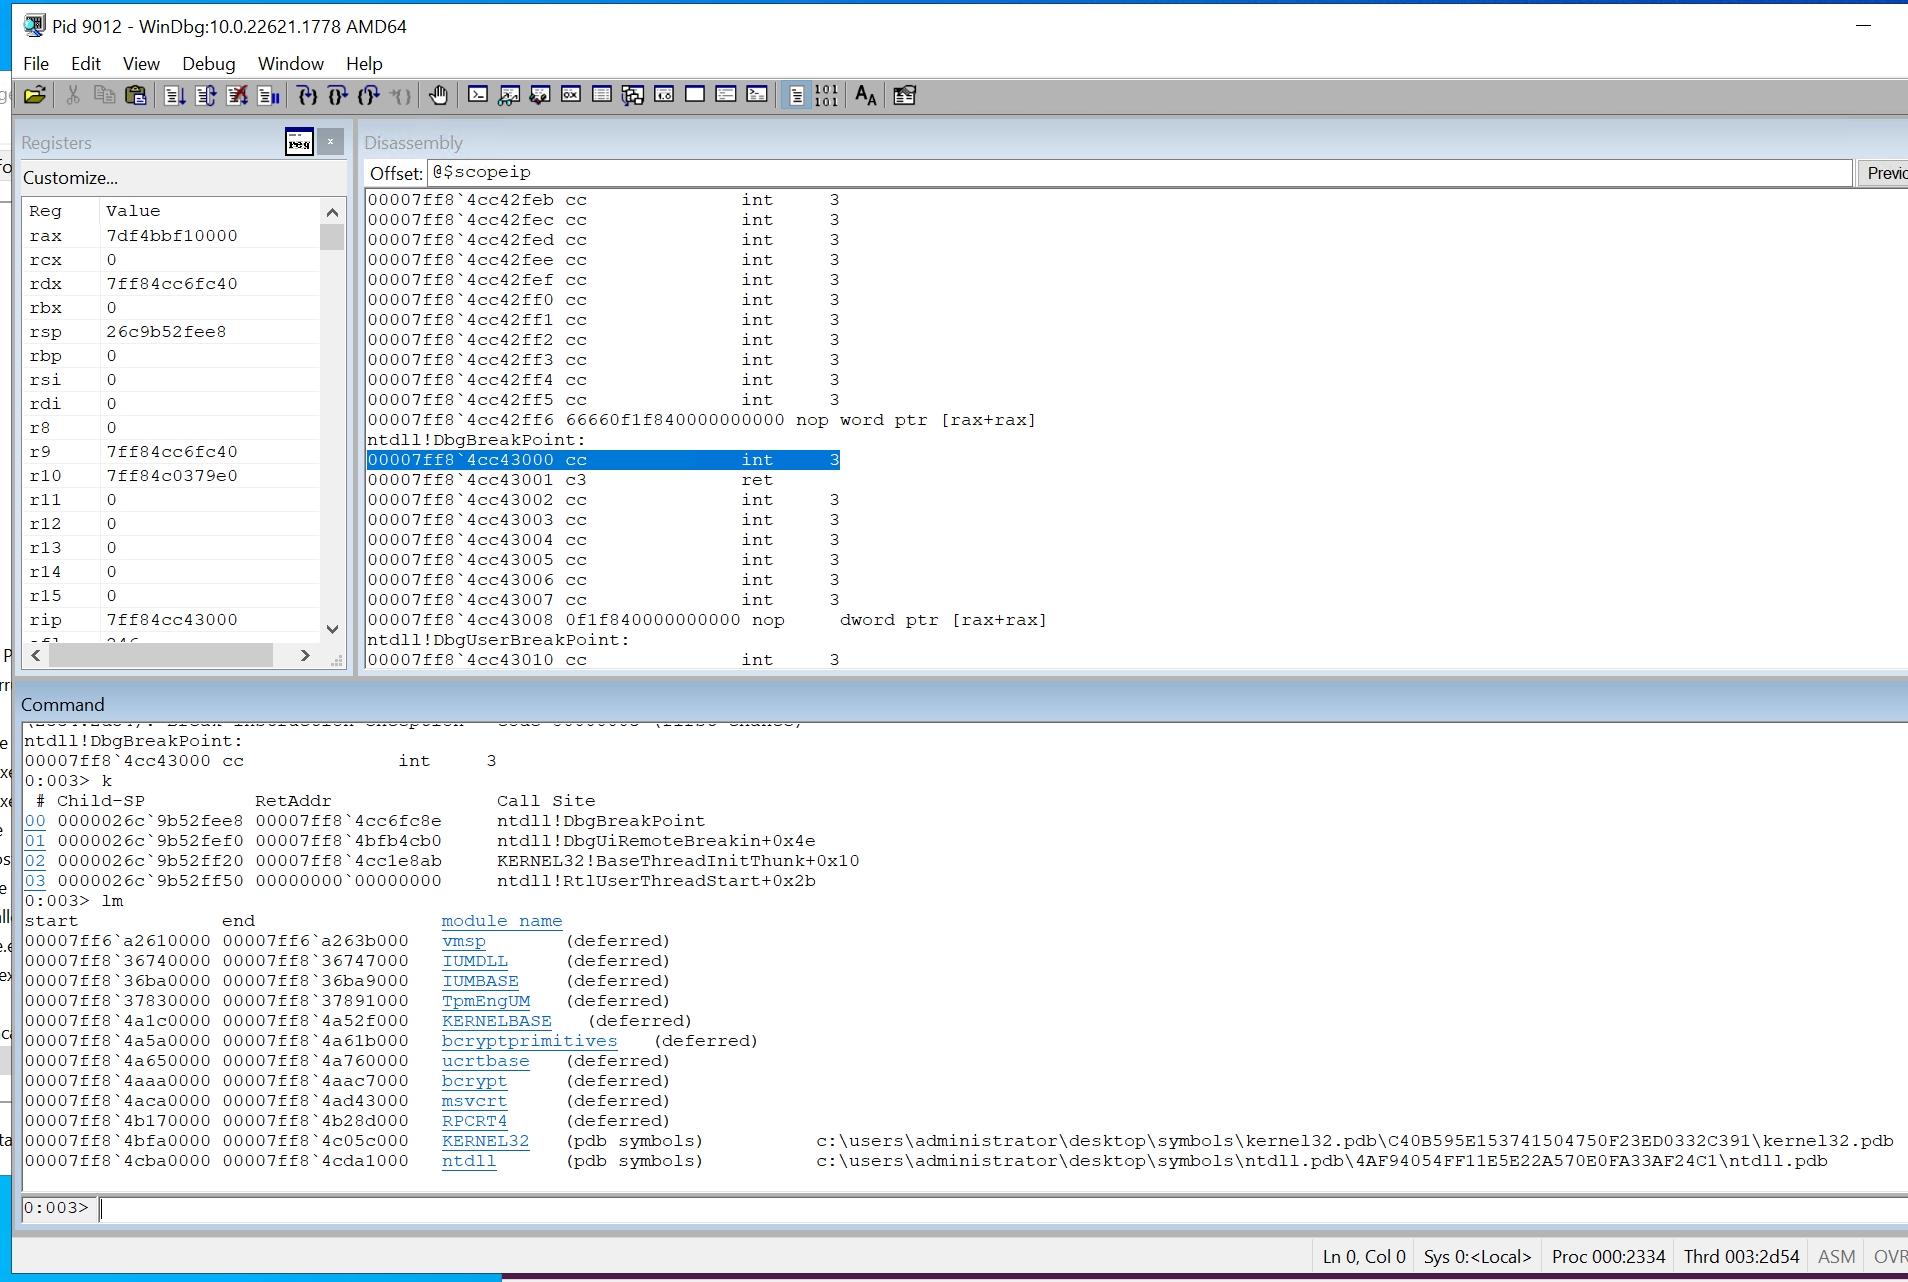 Pid 9012 - WinDbg:10.0.22621.1778 AMD64
File Edit View Debug Window Help
Registers
reg
Customize...
Reg Value
rax 7df4bbf10000
rcx 0
rdx 7ff84cc6fc40
rbx 0
rsp 26c9b52fee8
rbp 0
rsi 0
rdi 0
r8 0
r9 7ff84cc6fc40
r10 7ff84c0379e0
r11 0
r12 0
r13 0
r14 0
r15 0
rip 7ff84cc43000
Disassembly
Offset: @$scopeip
Previo
00007ff8`4cc42feb cc int 3
00007ff8`4cc42fec cc int 3
00007ff8`4cc42fed cc int 3
00007ff8`4cc42fee cc int 3
00007ff8`4cc42fef cc int 3
00007ff8`4cc42ff0 cc int 3
00007ff8`4cc42ff1 cc int 3
00007ff8`4cc42ff2 cc int 3
00007ff8`4cc42ff3 cc int 3
00007ff8`4cc42ff4 cc int 3
00007ff8`4cc42ff5 cc int 3
00007ff8`4cc42ff6 66660f1f840000000000 nop word ptr [rax+rax]
ntdll!DbgBreakPoint:
00007ff8`4cc43000 cc int 3
00007ff8`4cc43001 c3 ret
00007ff8`4cc43002 cc int 3
00007ff8`4cc43003 cc int 3
00007ff8`4cc43004 cc int 3
00007ff8`4cc43005 cc int 3
00007ff8`4cc43006 cc int 3
00007ff8`4cc43007 cc int 3
00007ff8`4cc43008 0f1f840000000000 nop dword ptr [rax+rax]
ntdll!DbgUserBreakPoint:
00007ff8`4cc43010 cc int 3
Command
ntdll!DbgBreakPoint:
00007ff8`4cc43000 cc int 3
0:003> k
# Child-SP RetAddr Call Site
00 0000026c`9b52fee8 00007ff8`4cc6fc8e ntdll!DbgBreakPoint
01 0000026c`9b52fef0 00007ff8`4bfb4cb0 ntdll!DbgUiRemoteBreakin+0x4e
02 0000026c`9b52ff20 00007ff8`4cc1e8ab KERNEL32!BaseThreadInitThunk+0x10
03 0000026c`9b52ff50 00000000`00000000 ntdll!RtlUserThreadStart+0x2b
0:003> lm
start end module name
00007ff6`a2610000 00007ff6`a263b000 vmsp (deferred)
00007ff8`36740000 00007ff8`36747000 IUMDLL (deferred)
00007ff8`36ba0000 00007ff8`36ba9000 IUMBASE (deferred)
00007ff8`37830000 00007ff8`37891000 TpmEngUM (deferred)
00007ff8`4a1c0000 00007ff8`4a52f000 KERNELBASE (deferred)
00007ff8`4a5a0000 00007ff8`4a61b000 bcryptprimitives (deferred)
00007ff8`4a650000 00007ff8`4a760000 ucrtbase (deferred)
00007ff8`4aaa0000 00007ff8`4aac7000 bcrypt (deferred)
00007ff8`4aca0000 00007ff8`4ad43000 msvcrt (deferred)
00007ff8`4b170000 00007ff8`4b28d000 RPCRT4 (deferred)
00007ff8`4bfa0000 00007ff8`4c05c000 KERNEL32 (pdb symbols) c:\users\administrator\desktop\symbols\kernel32.pdb\C40B595E153741504750F23ED0332C391\kernel32.pdb
00007ff8`4cba0000 00007ff8`4cda1000 ntdll (pdb symbols) c:\users\administrator\desktop\symbols\ntdll.pdb\4AF94054FF11E5E22A570E0FA33AF24C1\ntdll.pdb
0:003>
Ln 0, Col 0 Sys 0:<Local> Proc 000:2334 Thrd 003:2d54 ASM OVR